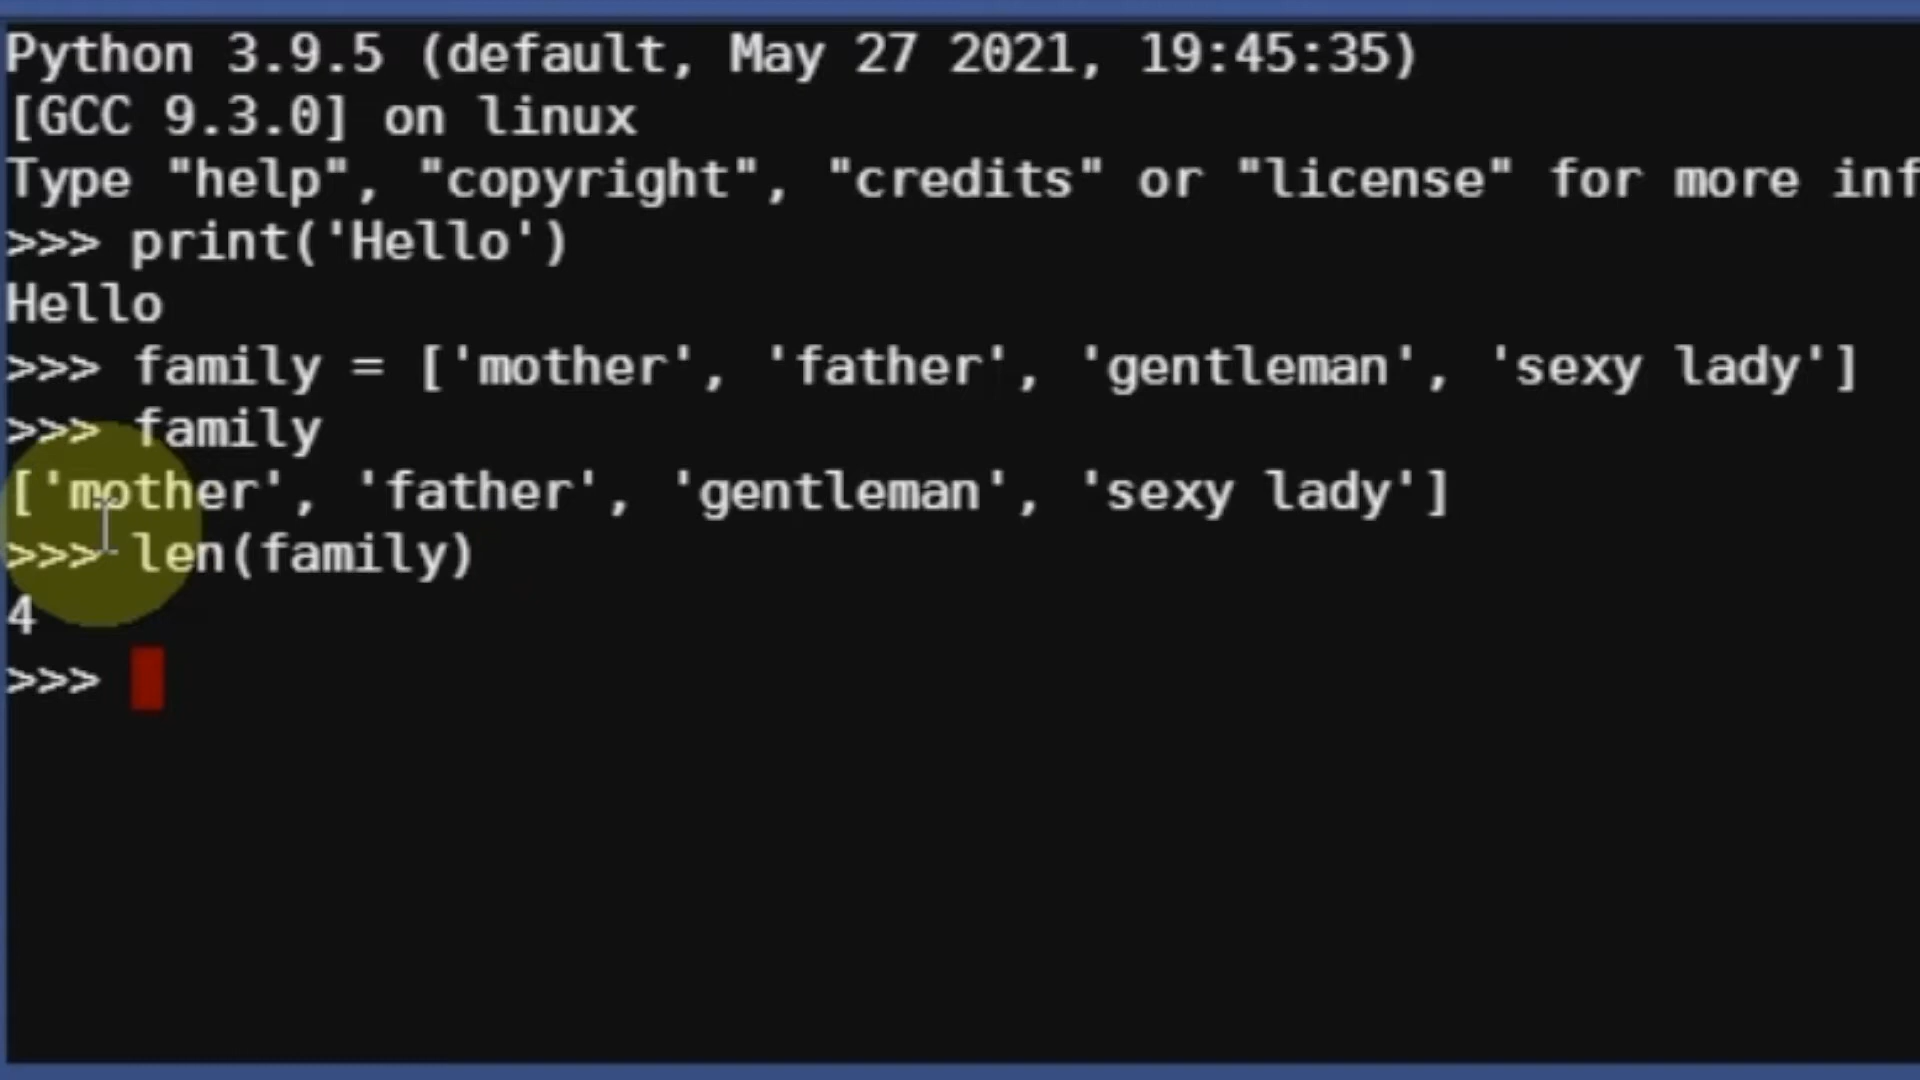 Python 3.9.5 (default, May 27 2021, 19:45:35)
[GCC 9.3.0] on linux
Type "help", "copyright", "credits" or "license" for more inf
>>> print('Hello')
Hello
>>> family = ['mother', 'father', 'gentleman', 'sexy lady']
>>> family
['mother', 'father', 'gentleman', 'sexy lady']
>>> len(family)
4
>>>